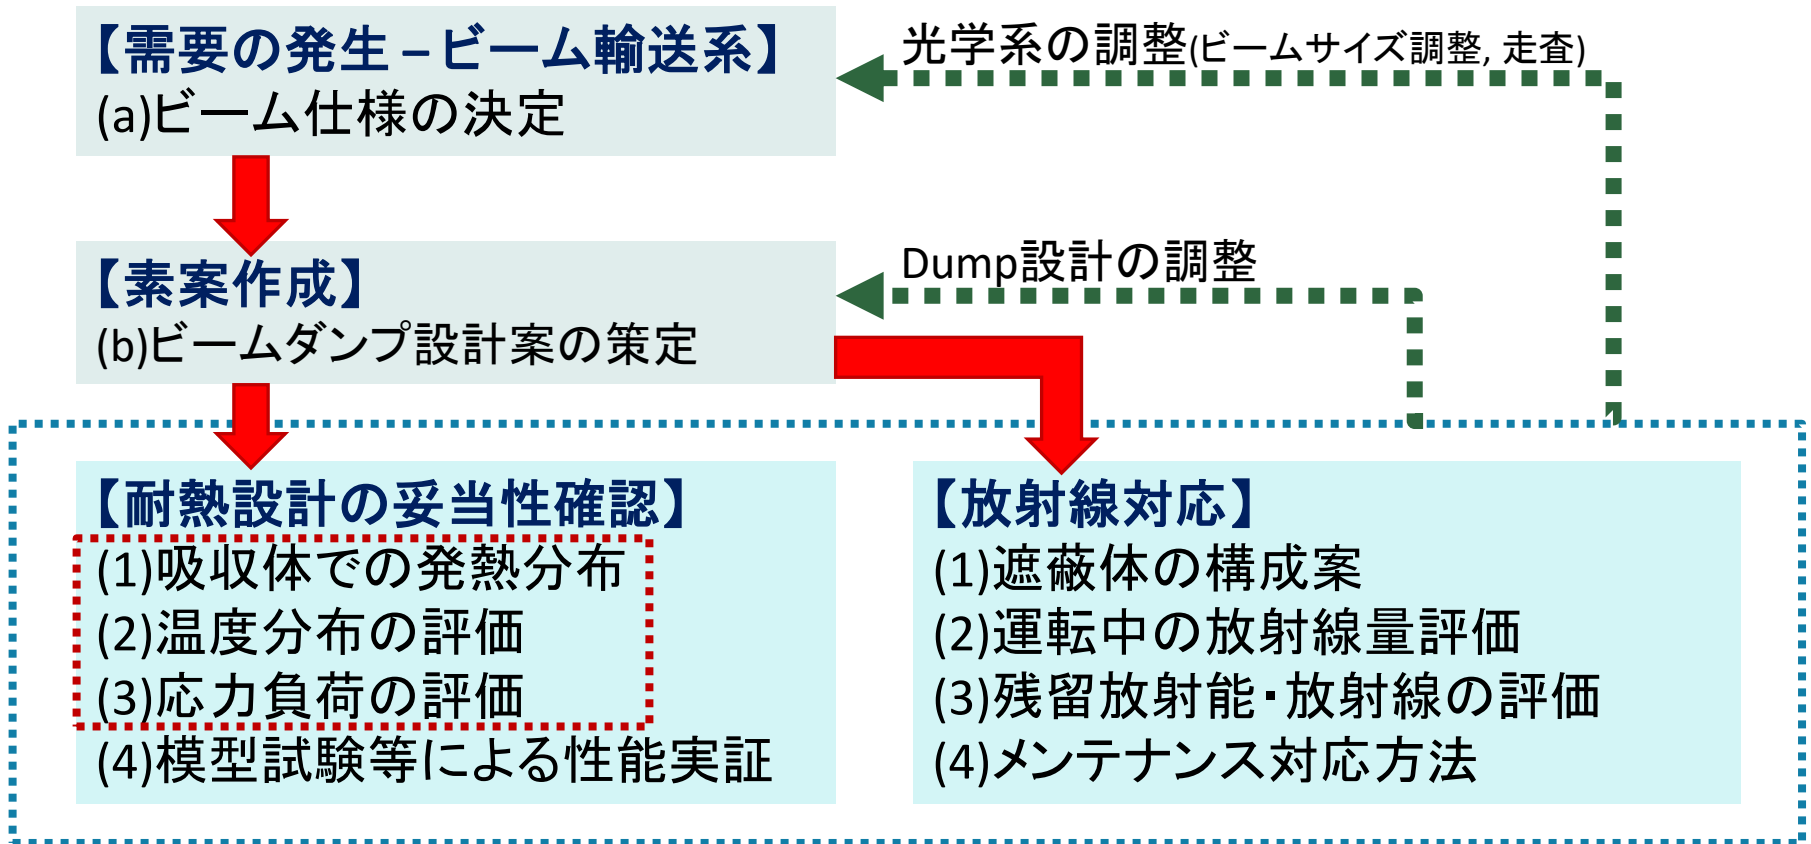 【需要の発生 – ビーム輸送系】
(a)ビーム仕様の決定
光学系の調整(ビームサイズ調整, 走査)
【素案作成】
(b)ビームダンプ設計案の策定
Dump設計の調整
【耐熱設計の妥当性確認】
(1)吸収体での発熱分布
(2)温度分布の評価
(3)応力負荷の評価
(4)模型試験等による性能実証
【放射線対応】
(1)遮蔽体の構成案
(2)運転中の放射線量評価
(3)残留放射能・放射線の評価
(4)メンテナンス対応方法